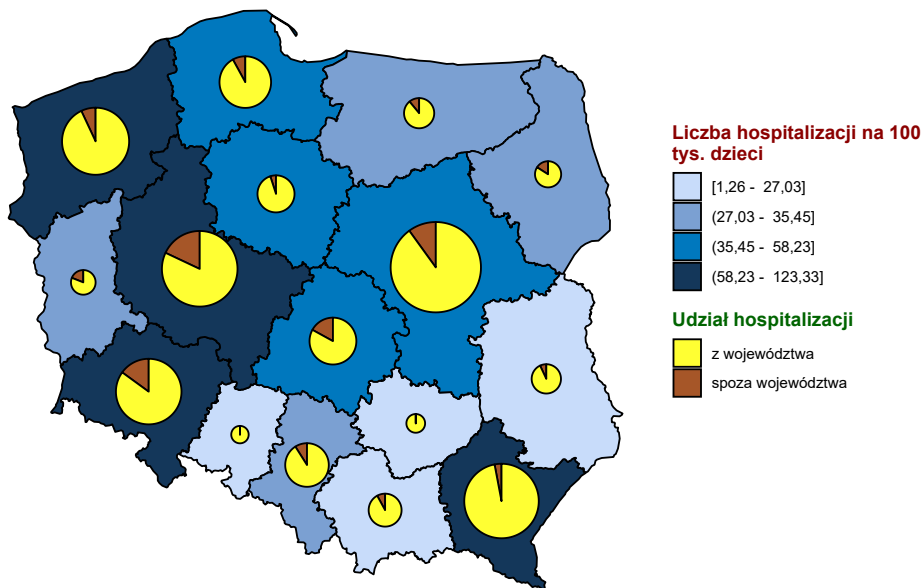 Liczba hospitalizacji na 100
tys. dzieci
[1,26 - 27,03]
(27,03 - 35,45]
(35,45 - 58,23]
(58,23 - 123,33]
Udział hospitalizacji
z województwa
spoza województwa